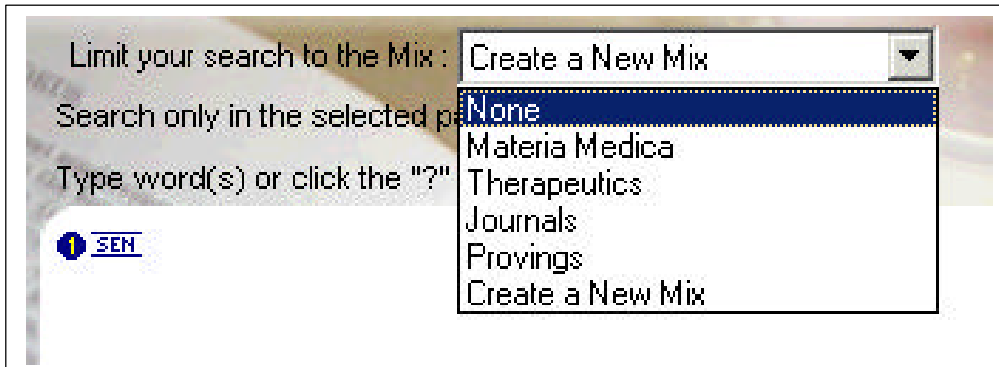 Limit your search to the Mix : Create a New Mix
None
Search only in the selected p
Materia Medica
Type word(s) or click the "?"
Therapeutics
Journals
Provings
Create a New Mix
1 SEN